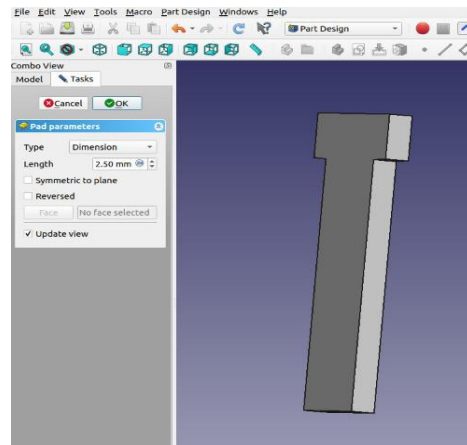 File Edit View Tools Macro Part Design Windows Help
Part Design
Combo View
Model Tasks
Cancel OK
Pad parameters
Type Dimension
Length 2.50 mm
Symmetric to plane
Reversed
Face No face selected
Update view